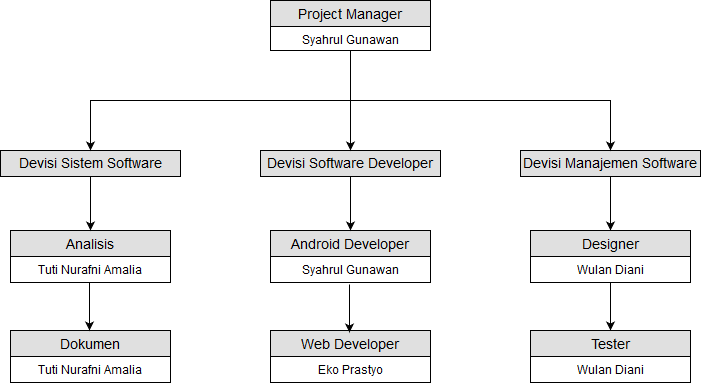 Project Manager
Syahrul Gunawan
Devisi Sistem Software
Devisi Software Developer
Devisi Manajemen Software
Analisis
Tuti Nurafni Amalia
Android Developer
Syahrul Gunawan
Designer
Wulan Diani
Dokumen
Tuti Nurafni Amalia
Web Developer
Eko Prastyo
Tester
Wulan Diani